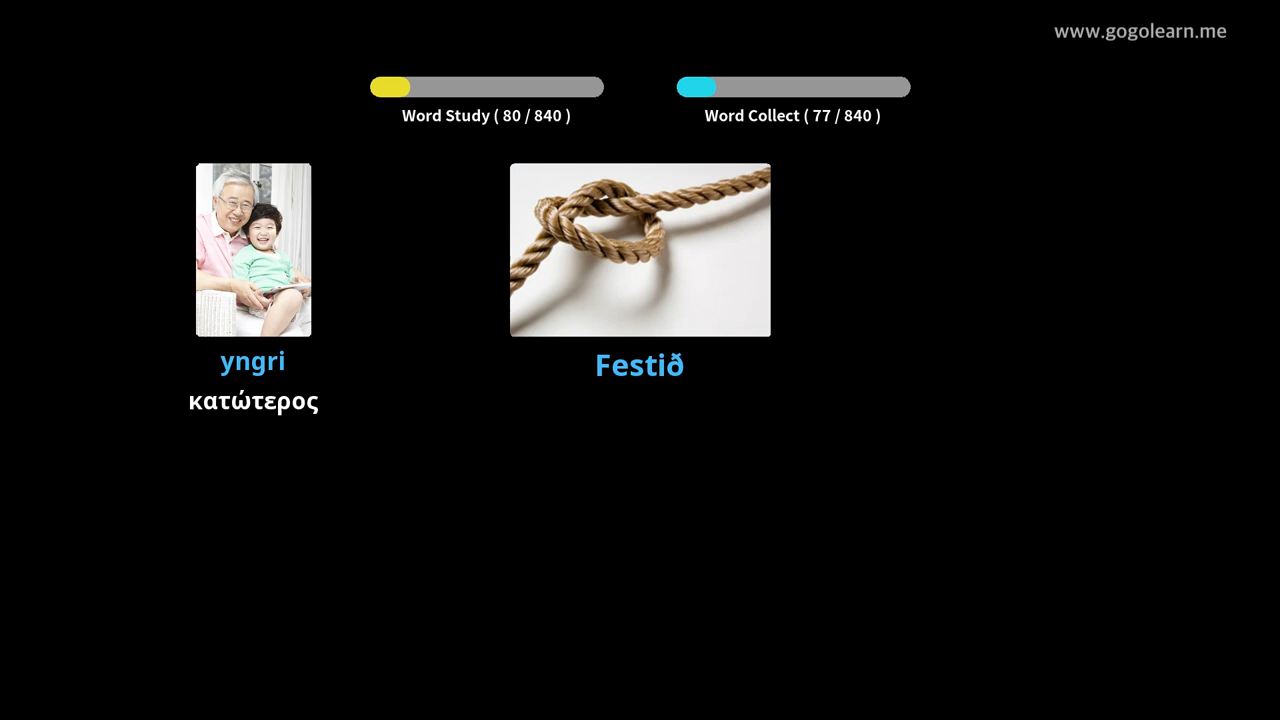 www.gogolearn.me
Word Study ( 80 / 840 )
Word Collect ( 77 / 840 )
yngri
κατώτερος
Festið